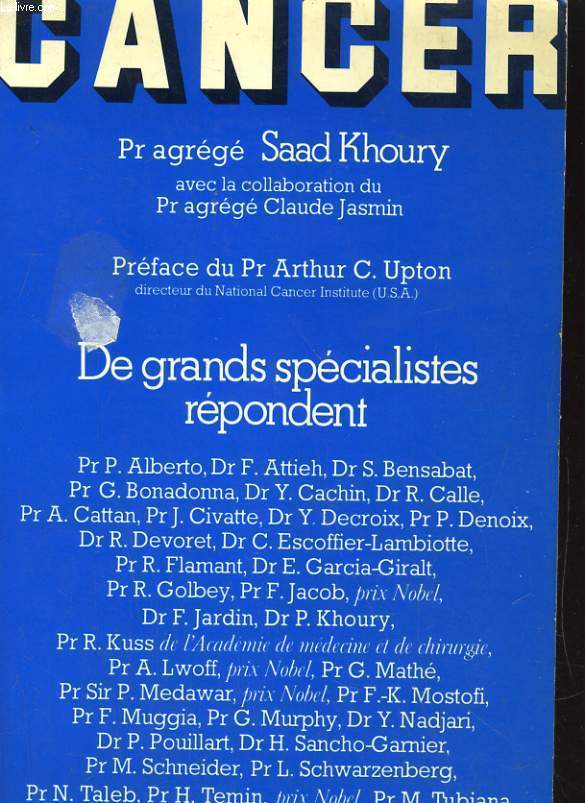 CANCER
Pr agrégé Saad Khoury
avec la collaboration du
Pr agrégé Claude Jasmin
Préface du Pr Arthur C. Upton
directeur du National Cancer Institute (U.S.A.)
De grands spécialistes
répondent
Pr P. Alberto, Dr F. Attieh, Dr S. Bensabat,
Pr G. Bonadonna, Dr Y. Cachin, Dr R. Calle,
Pr A. Cattan, Pr J. Civatte, Dr Y. Decroix, Pr P. Denoix,
Dr R. Devoret, Dr C. Escoffier-Lambiotte,
Pr R. Flamant, Dr E. Garcia-Giralt,
Pr R. Golbey, Pr F. Jacob, prix Nobel,
Dr F. Jardin, Dr P. Khoury,
Pr R. Kuss de l'Académie de médecine et de chirurgie,
Pr A. Lwoff, prix Nobel, Pr G. Mathé,
Pr Sir P. Medawar, prix Nobel, Pr F.-K. Mostofi,
Pr F. Muggia, Pr G. Murphy, Dr Y. Nadjari,
Dr P. Pouillart, Dr H. Sancho-Garnier,
Pr M. Schneider, Pr L. Schwarzenberg,
Pr N. Taleb, Pr H. Temin, prix Nobel, Pr M. Tubiana